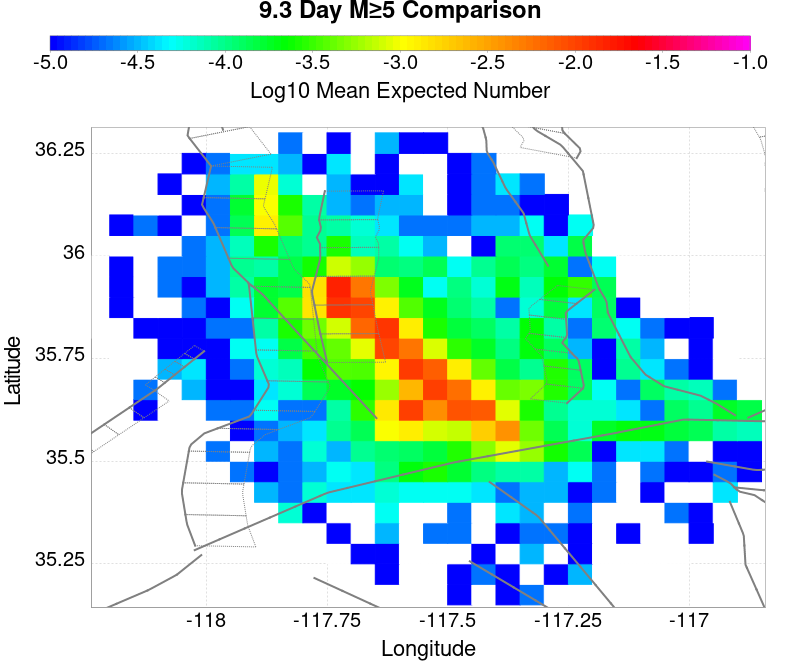 9.3 Day M≥5 Comparison
-5.0 -4.5 -4.0 -3.5 -3.0 -2.5 -2.0 -1.5 -1.0
Log10 Mean Expected Number
36.25
36
35.75
35.5
35.25
Latitude
-118 -117.75 -117.5 -117.25 -117
Longitude